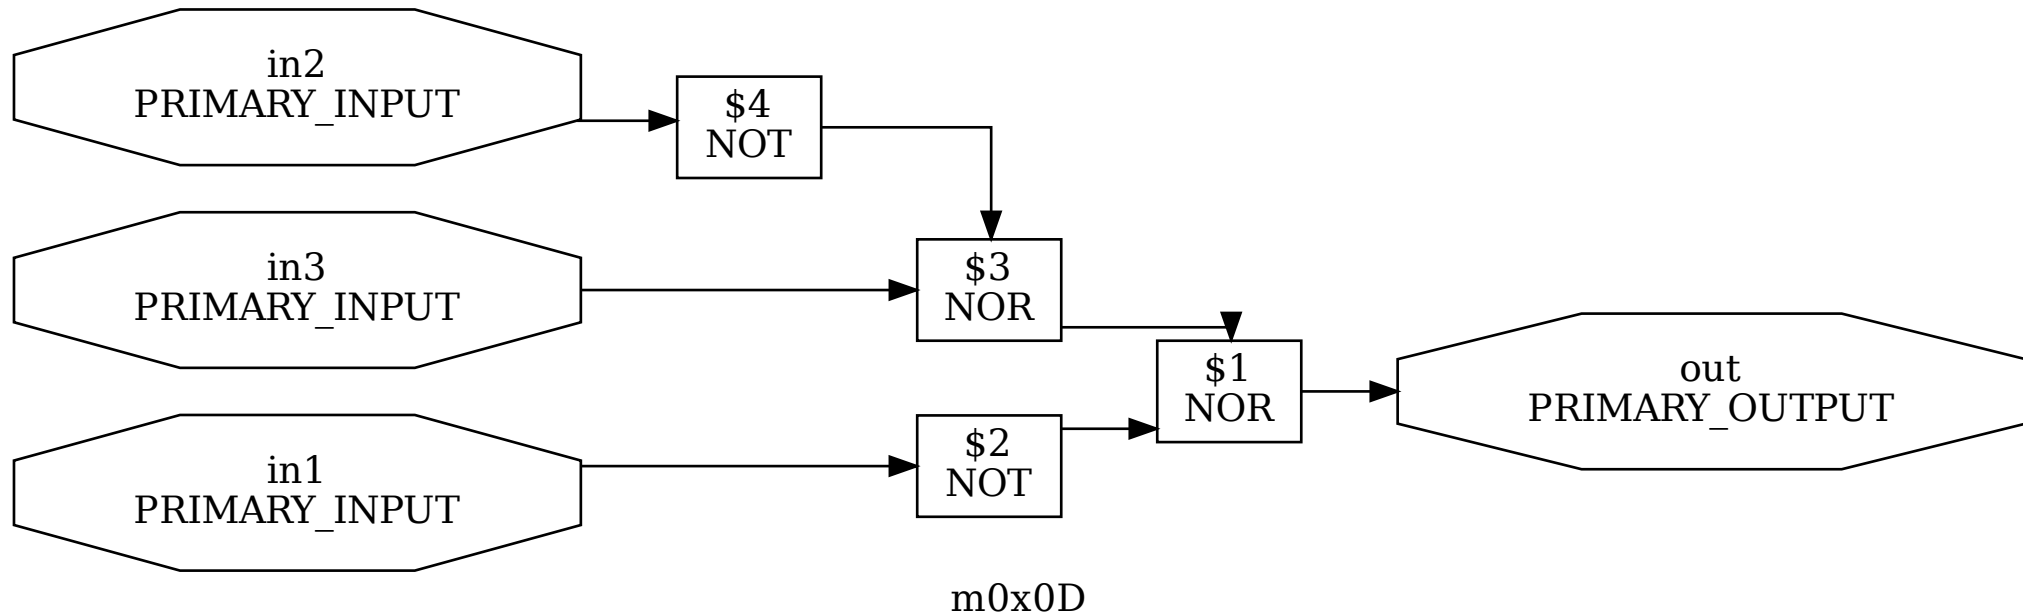 in2
PRIMARY_INPUT
$4
NOT
in3
PRIMARY_INPUT
$3
NOR
$1
NOR
out
PRIMARY_OUTPUT
$2
NOT
in1
PRIMARY_INPUT
m0x0D